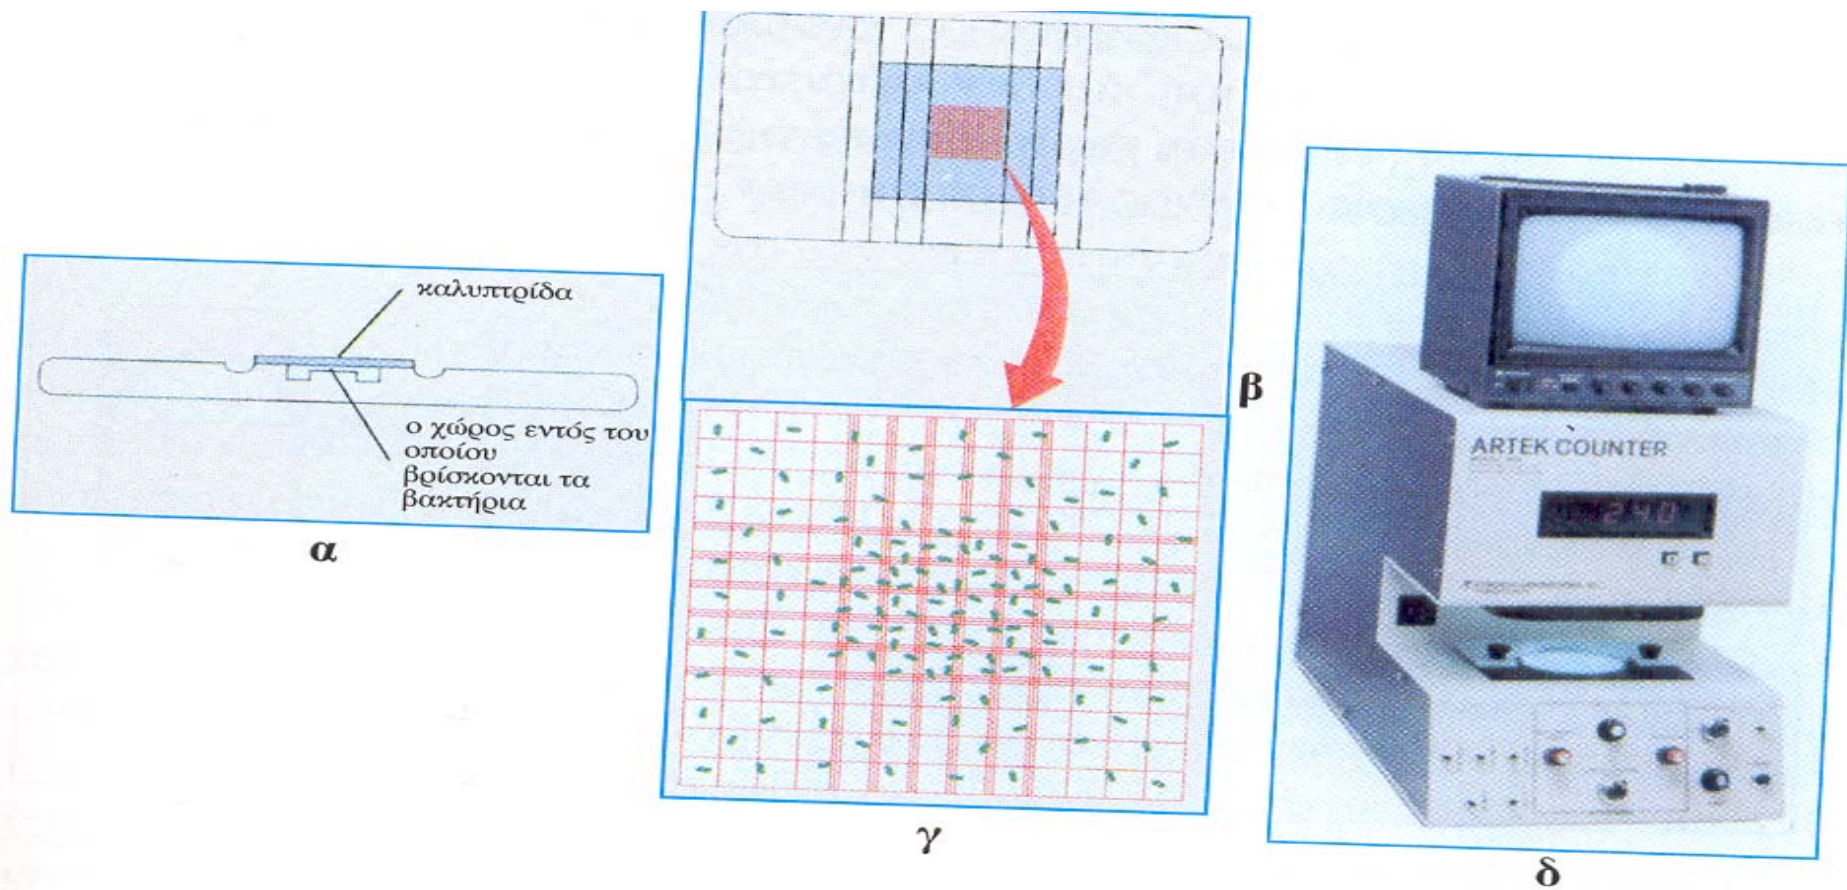 καλυπτρίδα
ο χώρος εντός του
οποίου
βρίσκονται τα
βακτήρια
α
β
γ
ARTEK COUNTER
240
δ